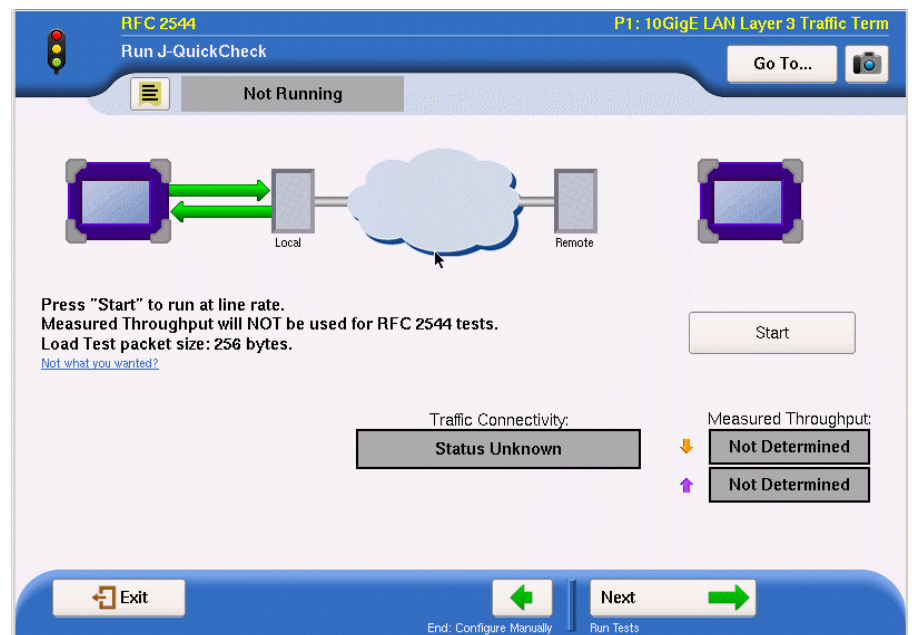 RFC 2544
P1: 10GigE LAN Layer 3 Traffic Term
Run J-QuickCheck
Go To...
Not Running
Local
Remote
Press "Start" to run at line rate.
Measured Throughput will NOT be used for RFC 2544 tests.
Load Test packet size: 256 bytes.
Not what you wanted?
Start
Traffic Connectivity:
Status Unknown
Measured Throughput:
Not Determined
Not Determined
Exit
Next
End: Configure Manually
Run Tests